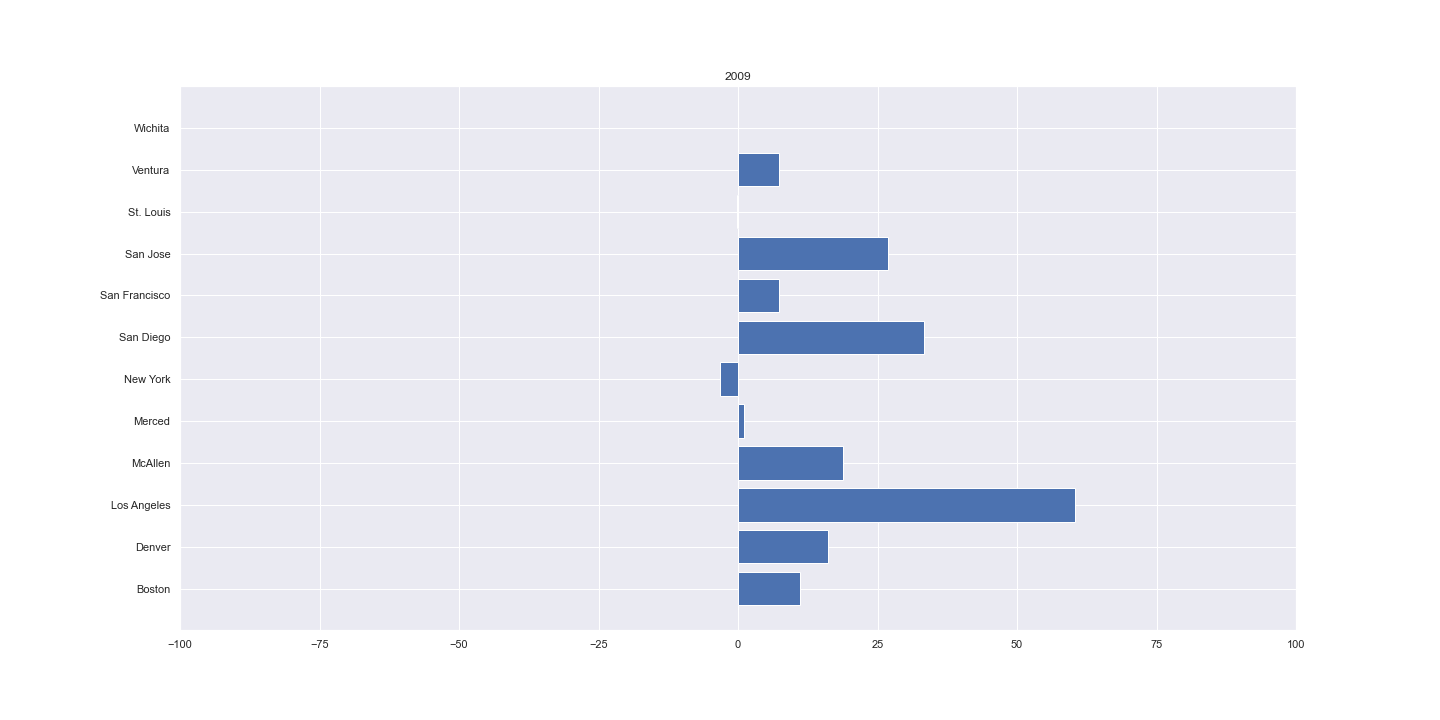 2009
Wichita
Ventura
St. Louis
San Jose
San Francisco
San Diego
New York
Merced
McAllen
Los Angeles
Denver
Boston
−100 −75 −50 −25 0 25 50 75 100